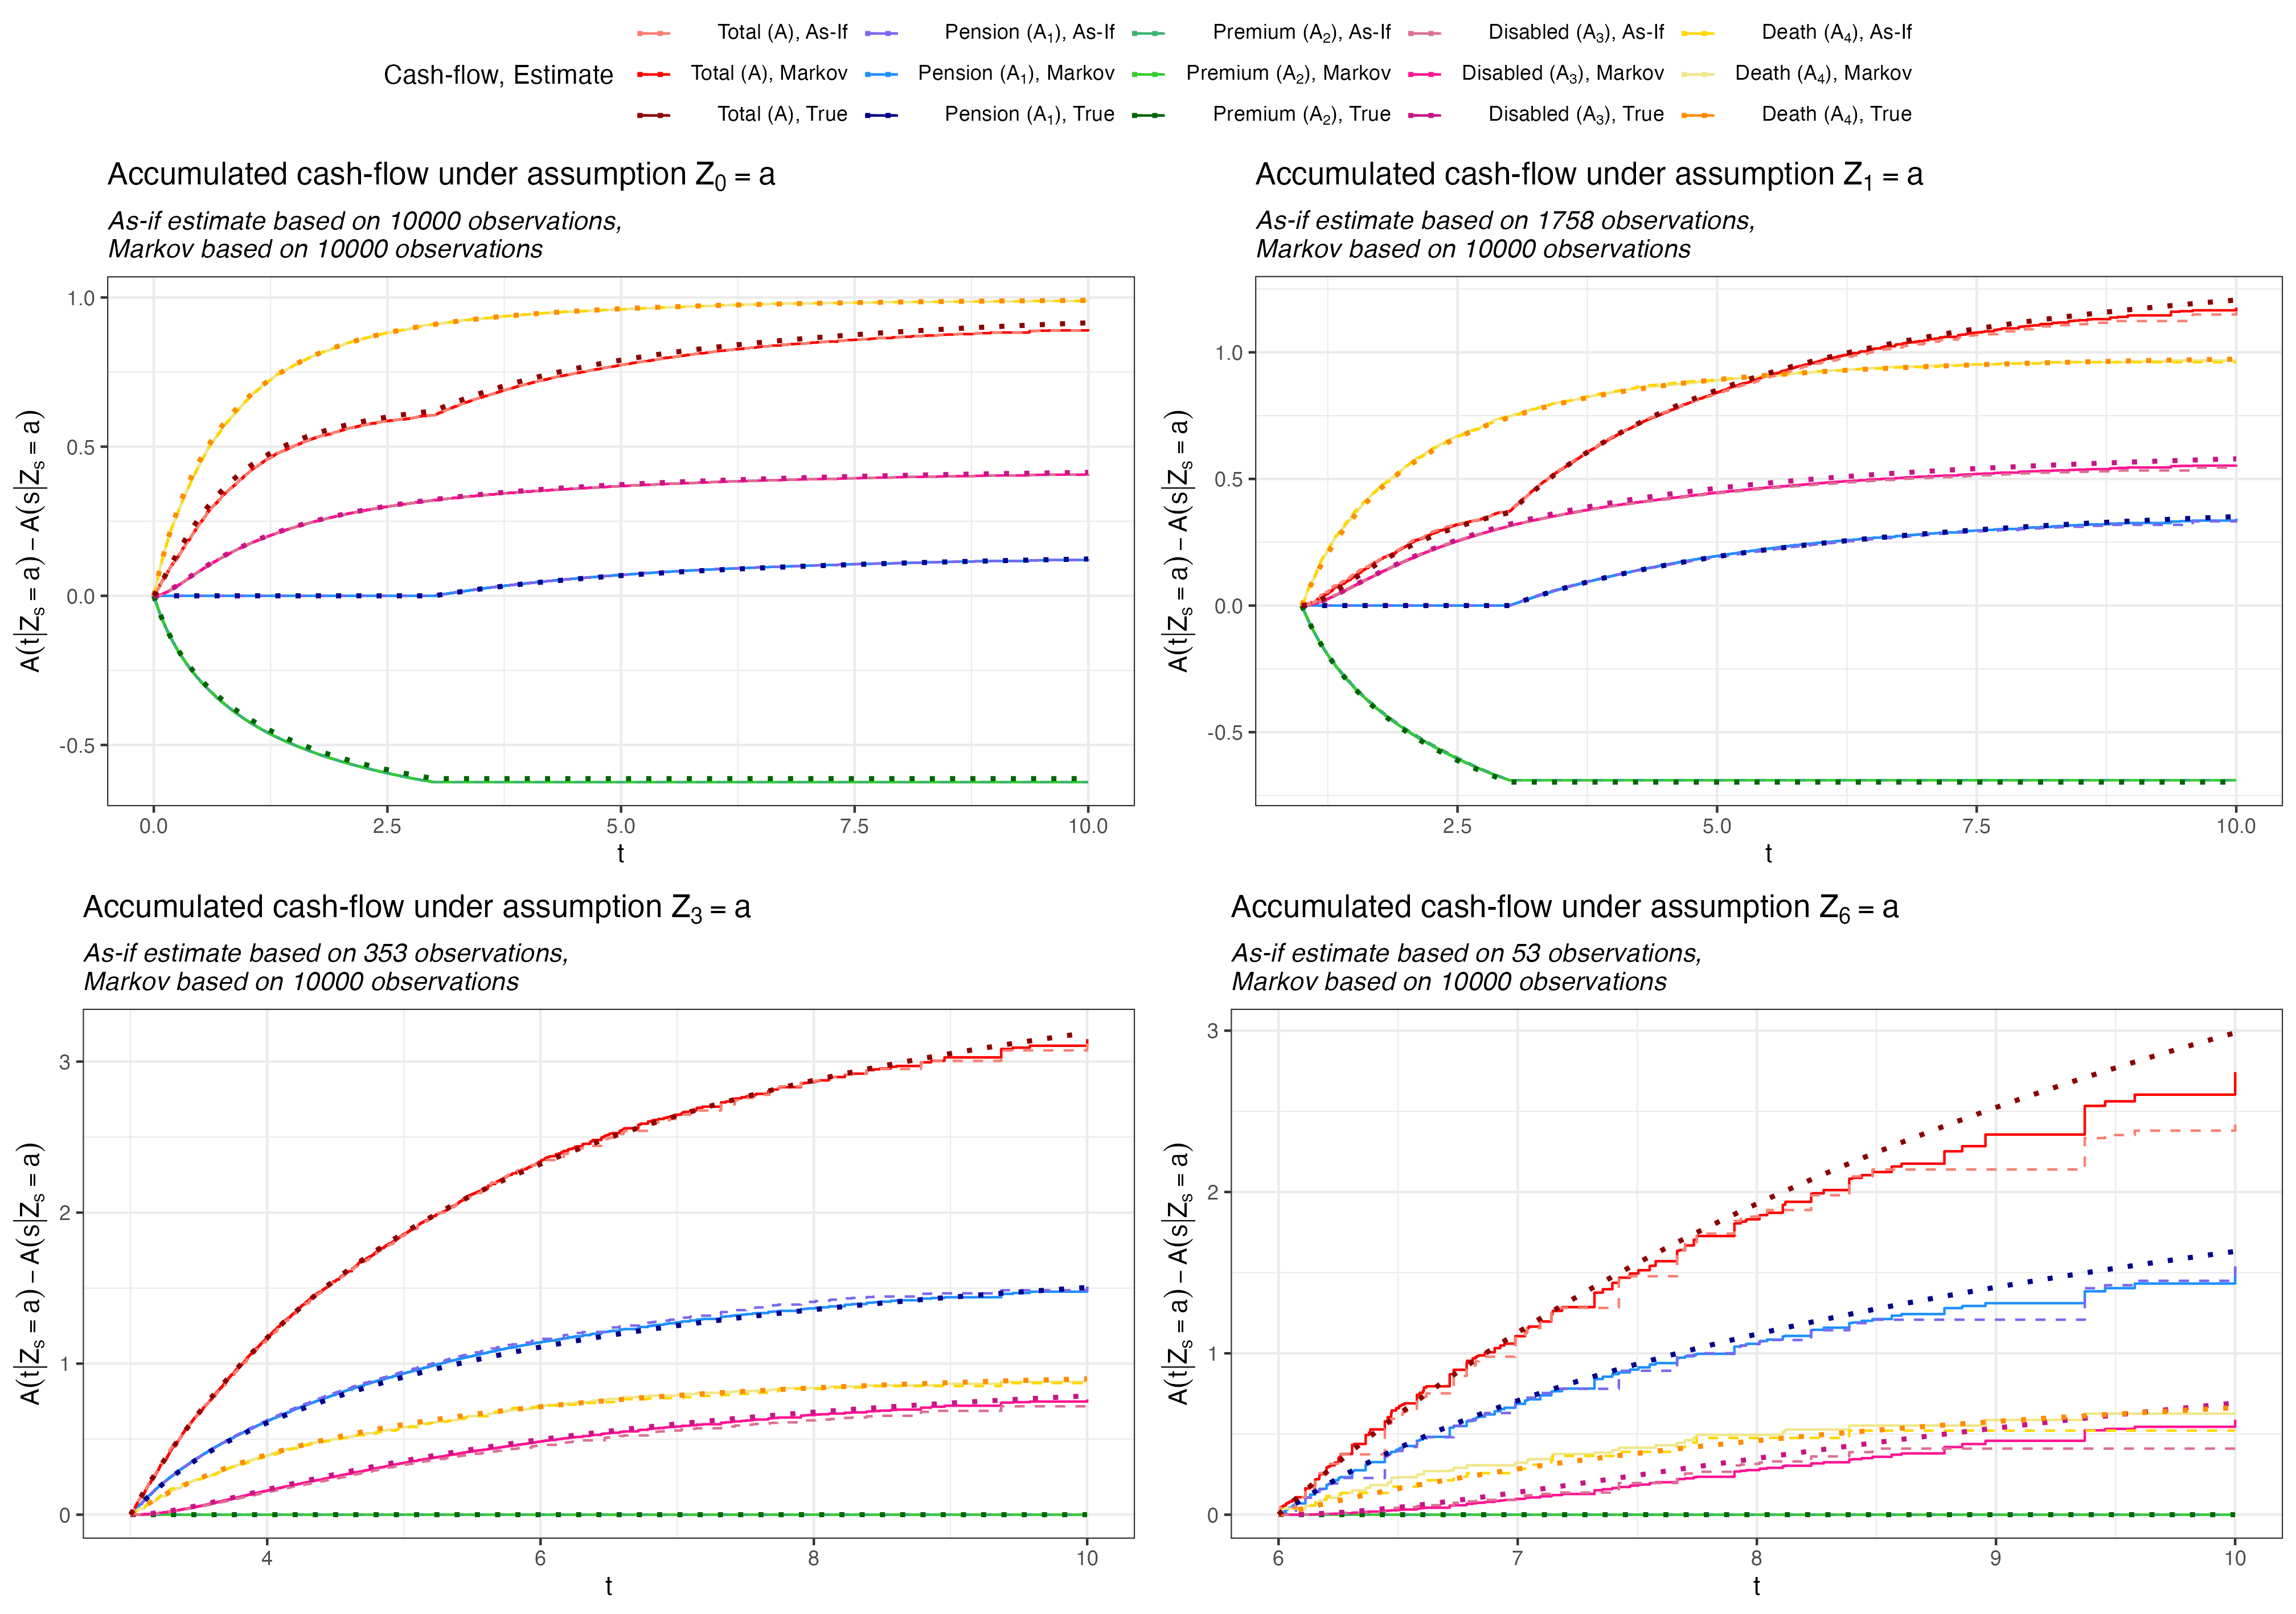 Total (A), As-If Pension (A₁), As-If Premium (A₂), As-If Disabled (A₃), As-If Death (A₄), As-If
Cash-flow, Estimate Total (A), Markov Pension (A₁), Markov Premium (A₂), Markov Disabled (A₃), Markov Death (A₄), Markov
Total (A), True Pension (A₁), True Premium (A₂), True Disabled (A₃), True Death (A₄), True
Accumulated cash-flow under assumption Z₀ = a
As-if estimate based on 10000 observations,
Markov based on 10000 observations
A(t|Zₛ = a) − A(s|Zₛ = a)
1.0
0.5
0.0
-0.5
0.0 2.5 5.0 7.5 10.0
t
Accumulated cash-flow under assumption Z₁ = a
As-if estimate based on 1758 observations,
Markov based on 10000 observations
A(t|Zₛ = a) − A(s|Zₛ = a)
1.0
0.5
0.0
-0.5
2.5 5.0 7.5 10.0
t
Accumulated cash-flow under assumption Z₃ = a
As-if estimate based on 353 observations,
Markov based on 10000 observations
A(t|Zₛ = a) − A(s|Zₛ = a)
3
2
1
0
4 6 8 10
t
Accumulated cash-flow under assumption Z₆ = a
As-if estimate based on 53 observations,
Markov based on 10000 observations
A(t|Zₛ = a) − A(s|Zₛ = a)
3
2
1
0
6 7 8 9 10
t